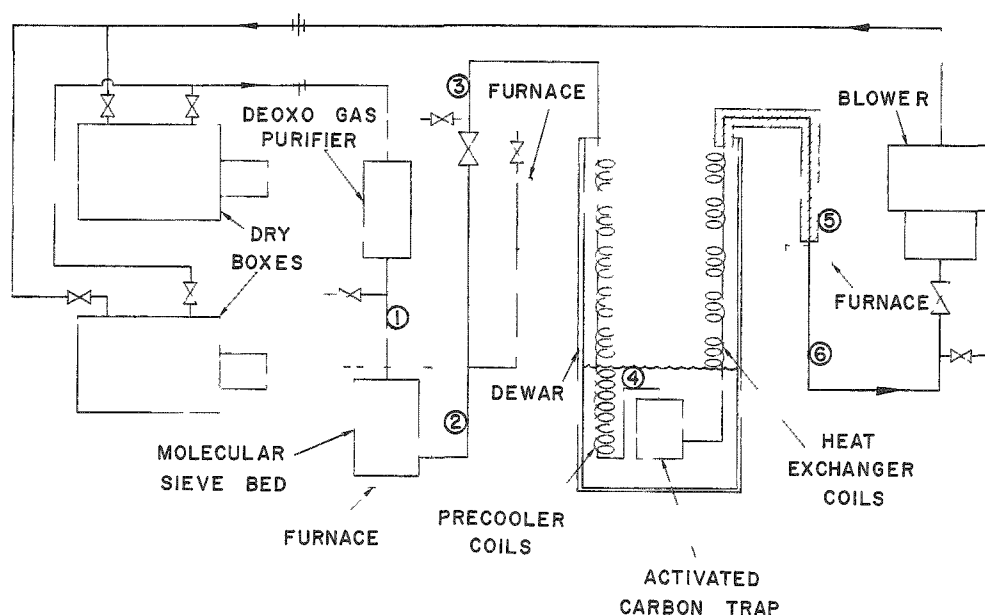 DEOXO GAS
PURIFIER
③
FURNACE
BLOWER
DRY
BOXES
⑤
FURNACE
①
④
⑥
DEWAR
②
MOLECULAR
SIEVE BED
HEAT
EXCHANGER
COILS
FURNACE
PRECOOLER
COILS
ACTIVATED
CARBON TRAP